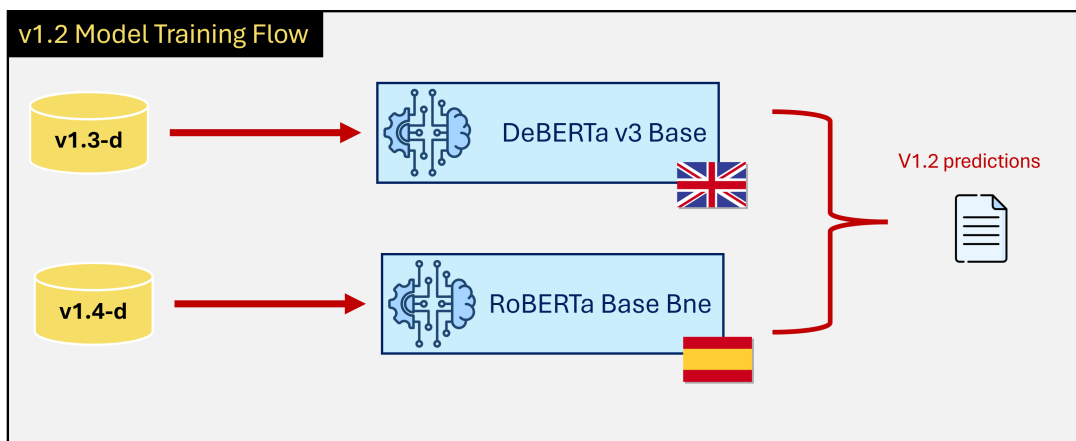 v1.2 Model Training Flow
v1.3-d
DeBERTa v3 Base
V1.2 predictions
v1.4-d
RoBERTa Base Bne